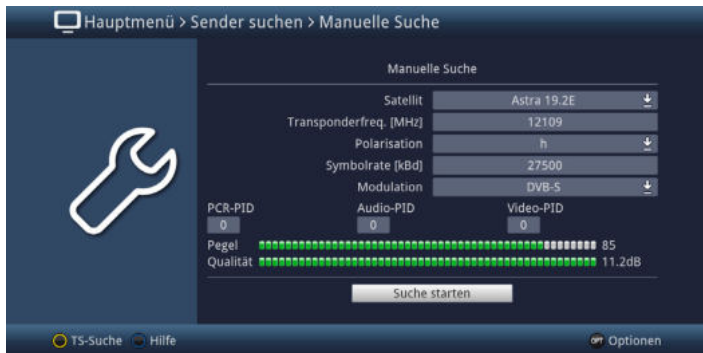 Hauptmenü > Sender suchen > Manuelle Suche
Manuelle Suche
Satellit Astra 19.2E
Transponderfreq. [MHz] 12109
Polarisation h
Symbolrate [kBd] 27500
Modulation DVB-S
PCR-PID Audio-PID Video-PID
0 0 0
Pegel 85
Qualität 11.2dB
Suche starten
TS-Suche Hilfe OPT Optionen